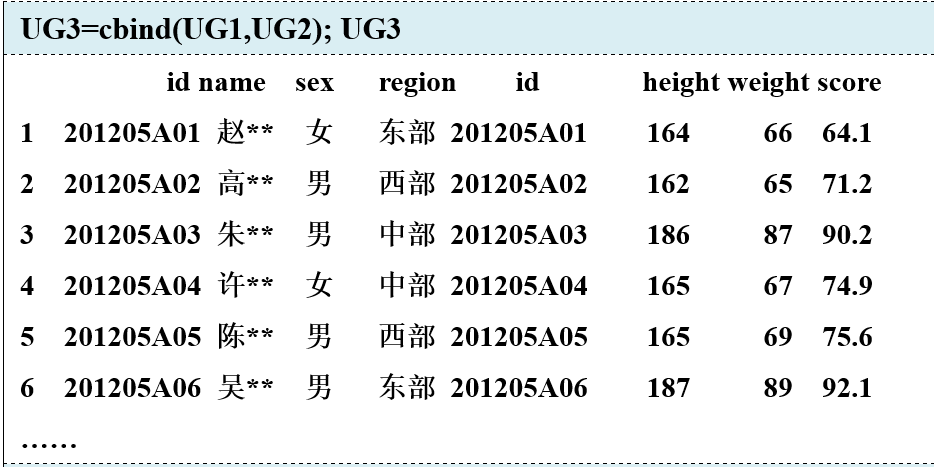 UG3=cbind(UG1,UG2); UG3
id name sex region id height weight score
1 201205A01 赵** 女 东部 201205A01 164 66 64.1
2 201205A02 高** 男 西部 201205A02 162 65 71.2
3 201205A03 朱** 男 中部 201205A03 186 87 90.2
4 201205A04 许** 女 中部 201205A04 165 67 74.9
5 201205A05 陈** 男 西部 201205A05 165 69 75.6
6 201205A06 吴** 男 东部 201205A06 187 89 92.1
……